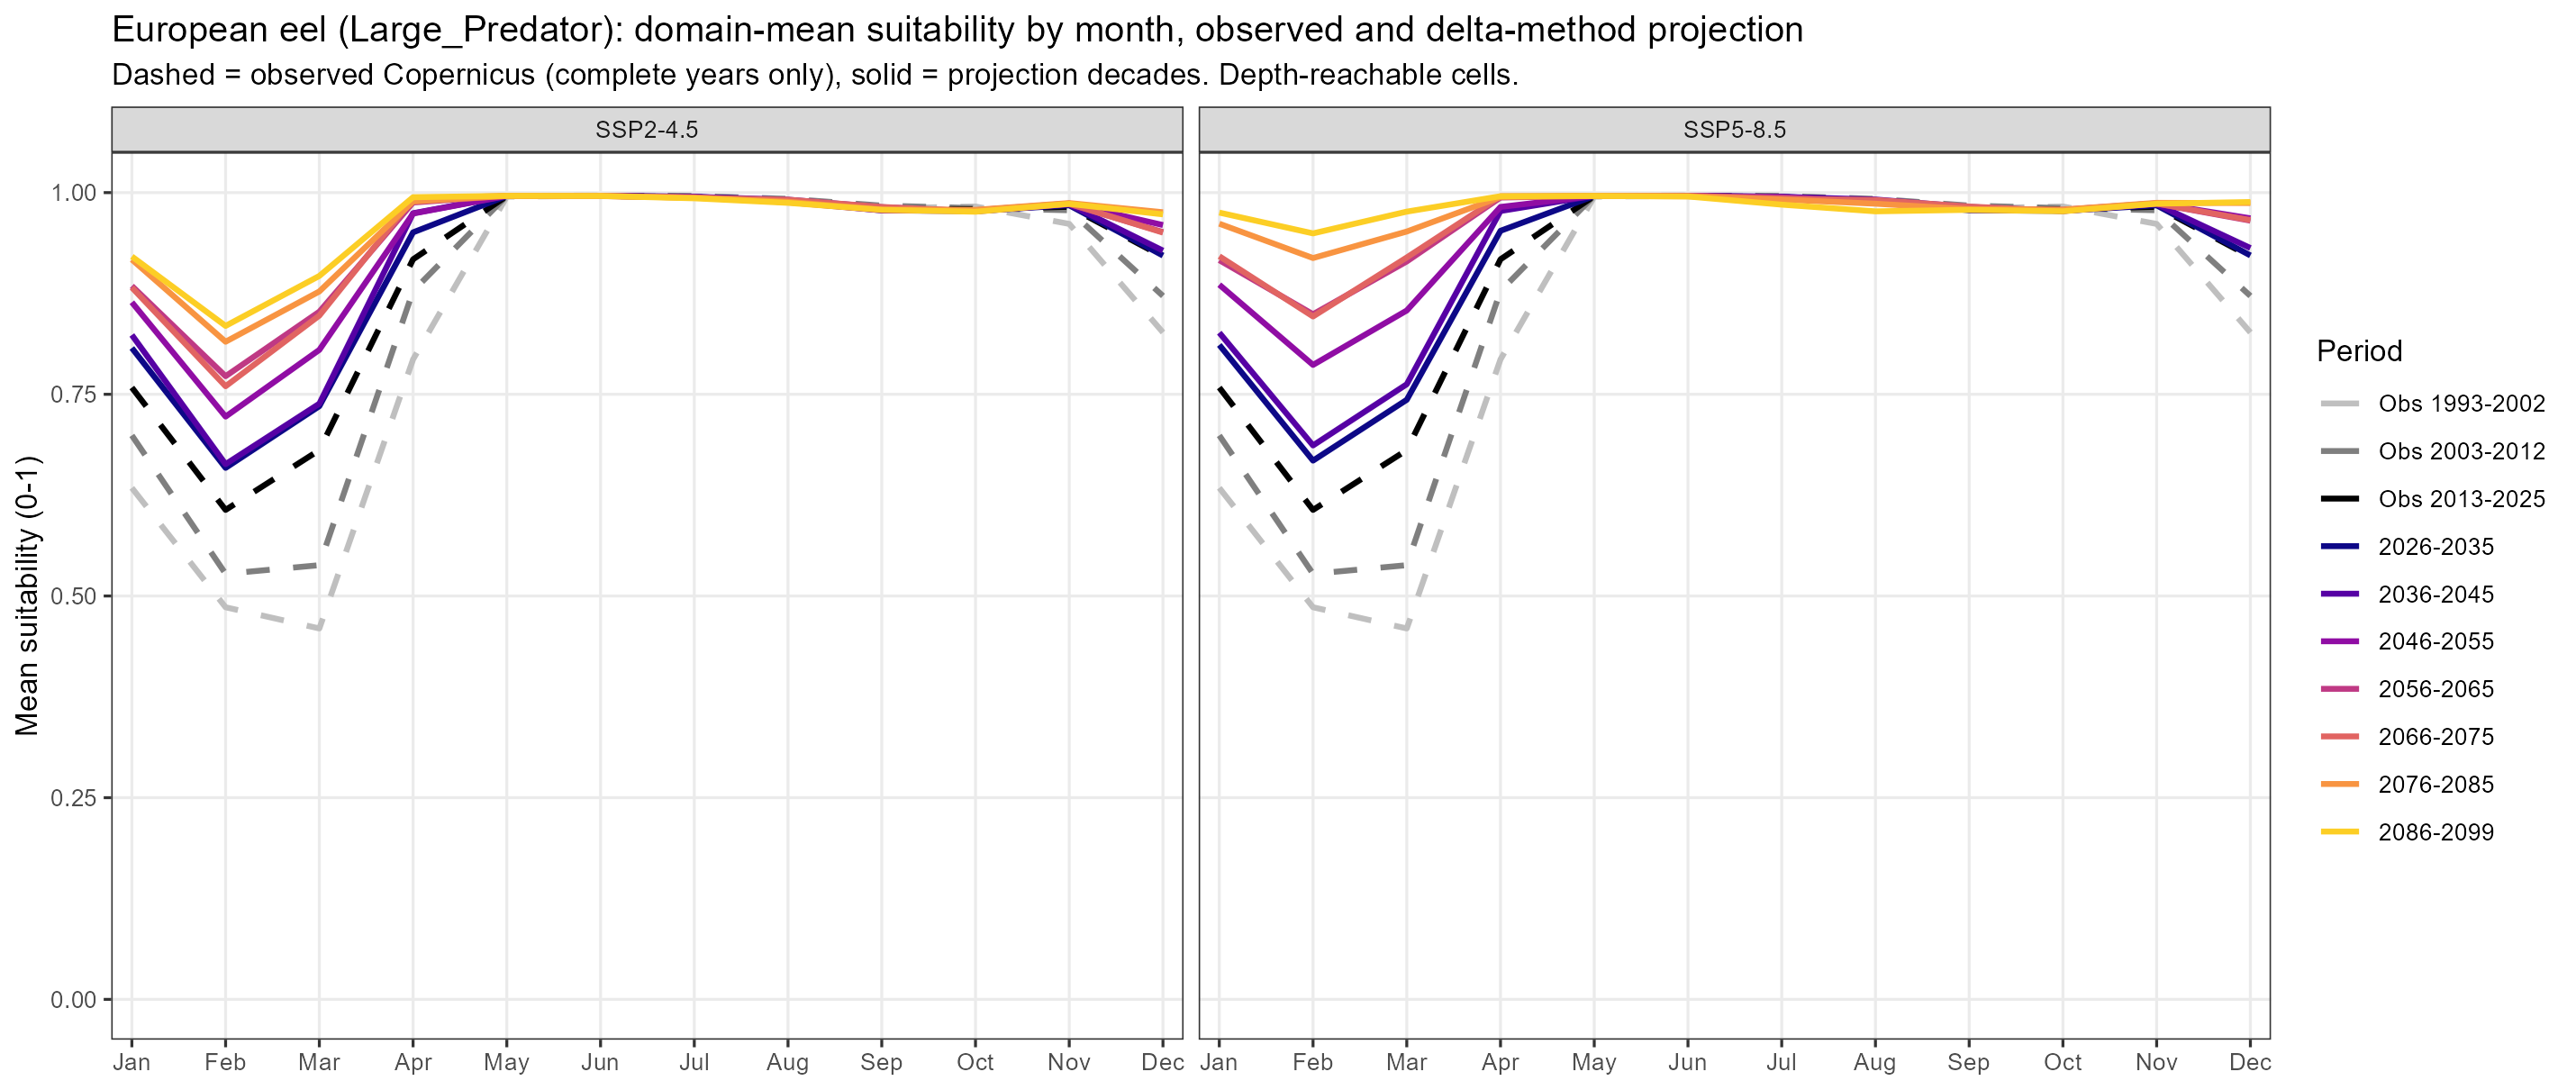 European eel (Large_Predator): domain-mean suitability by month, observed and delta-method projection
Dashed = observed Copernicus (complete years only), solid = projection decades. Depth-reachable cells.
SSP2-4.5
SSP5-8.5
Mean suitability (0-1)
1.00
0.75
0.50
0.25
0.00
Jan Feb Mar Apr May Jun Jul Aug Sep Oct Nov Dec
Jan Feb Mar Apr May Jun Jul Aug Sep Oct Nov Dec
Period
Obs 1993-2002
Obs 2003-2012
Obs 2013-2025
2026-2035
2036-2045
2046-2055
2056-2065
2066-2075
2076-2085
2086-2099